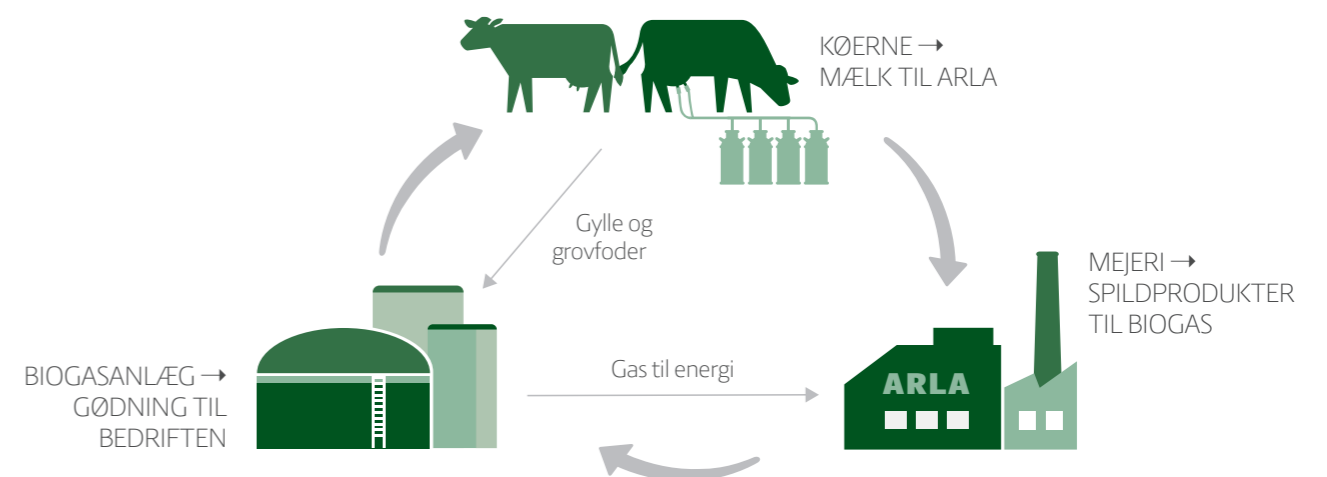 KØERNE →
MÆLK TIL ARLA
Gylle og
grovfoder
MEJERI →
SPILDPRODUKTER
TIL BIOGAS
BIOGASANLÆG →
GØDNING TIL
BEDRIFTEN
Gas til energi
ARLA